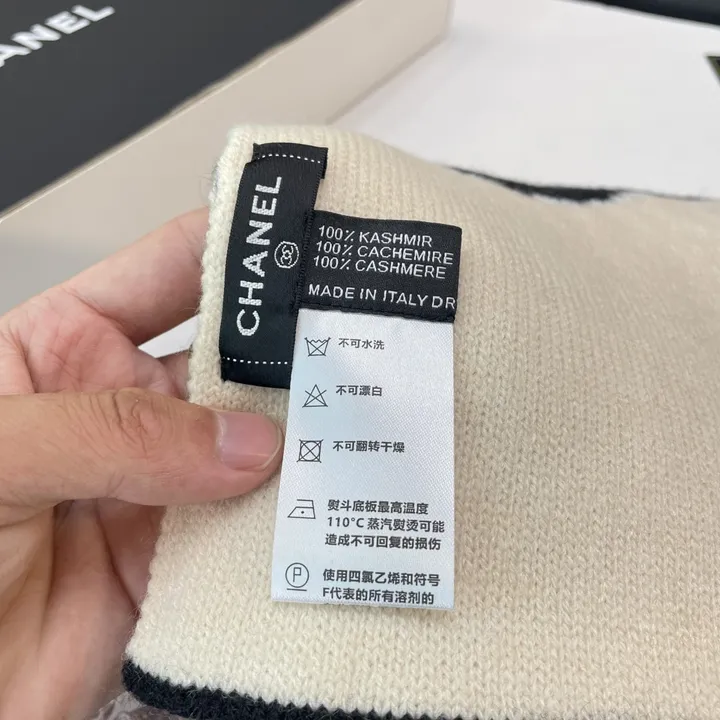 CHANEL
CHANEL
100% KASHMIR
100% CACHEMIRE
100% CASHMERE
MADE IN ITALY DR
不可水洗
不可漂白
不可翻转干燥
熨斗底板最高温度
110°C 蒸汽熨烫可能
造成不可回复的损伤
P
使用四氯乙烯和符号
F代表的所有溶剂的